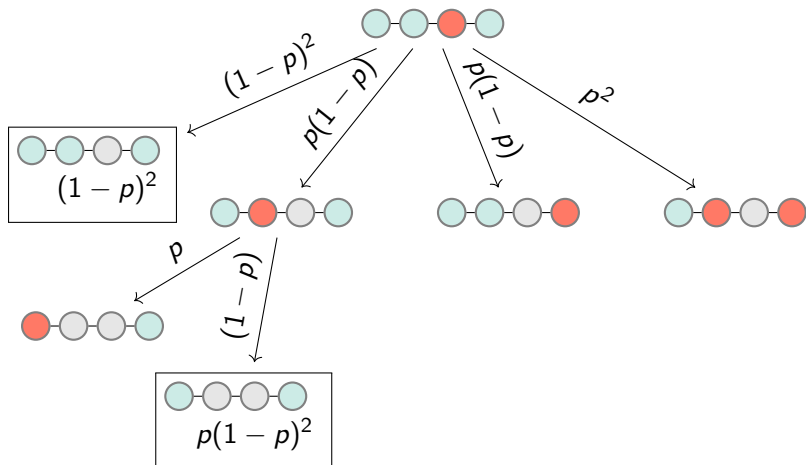 (1 − p)²
p(1 − p)
p(1 − p)
p²
(1 − p)²
p
(1 − p)
p(1 − p)²